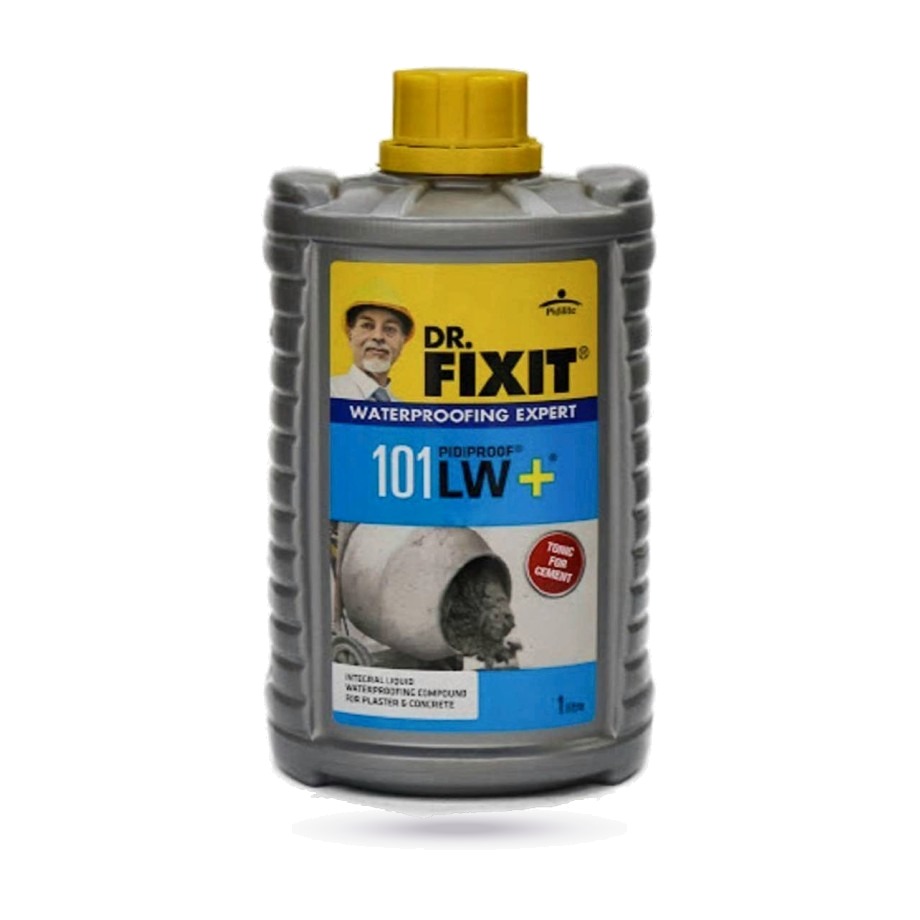 Pidilite
DR.
FIXIT®
WATERPROOFING EXPERT
101 PIDIPROOF®
LW+®
TONIC
FOR
CEMENT
INTEGRAL LIQUID
WATERPROOFING COMPOUND
FOR PLASTER & CONCRETE
1 litre